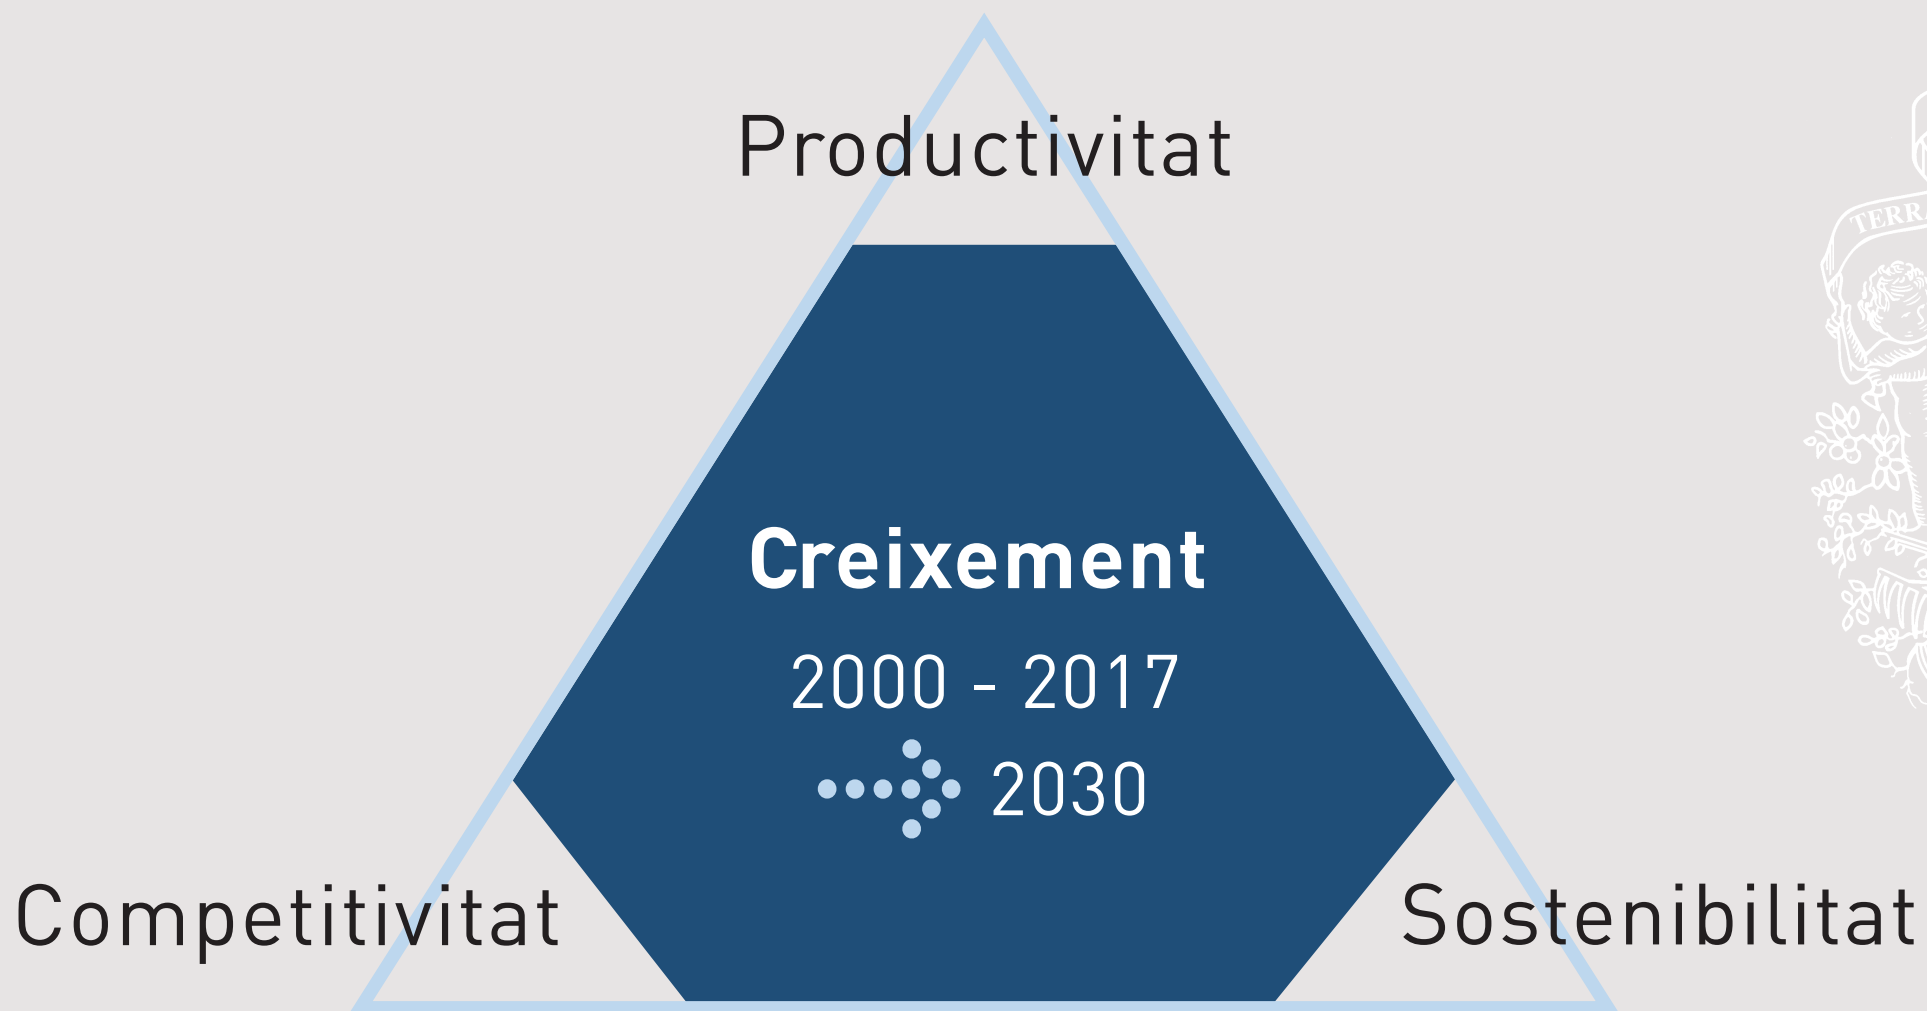 Productivitat
Creixement
2000 - 2017
2030
Competitivitat
Sostenibilitat